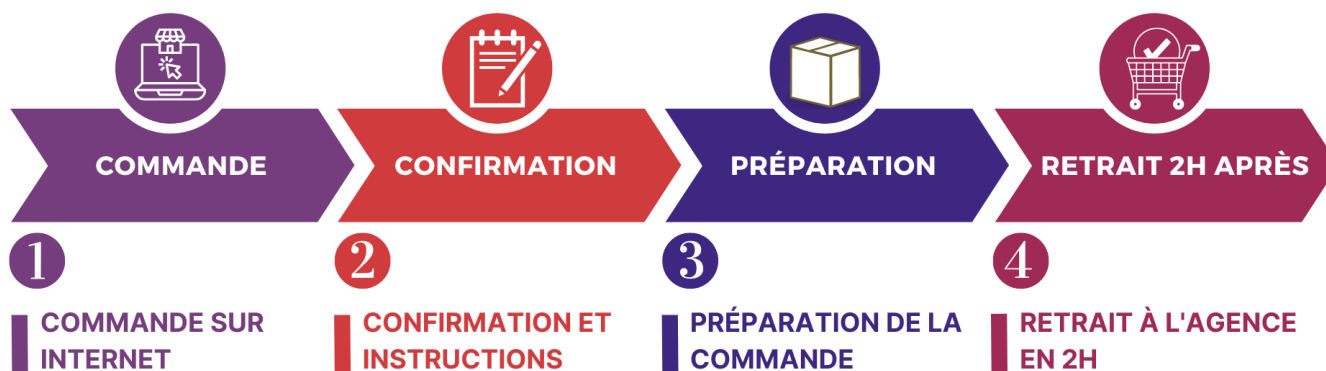 COMMANDE
CONFIRMATION
PRÉPARATION
RETRAIT 2H APRÈS
1
COMMANDE SUR
INTERNET
2
CONFIRMATION ET
INSTRUCTIONS
3
PRÉPARATION DE LA
COMMANDE
4
RETRAIT À L'AGENCE
EN 2H